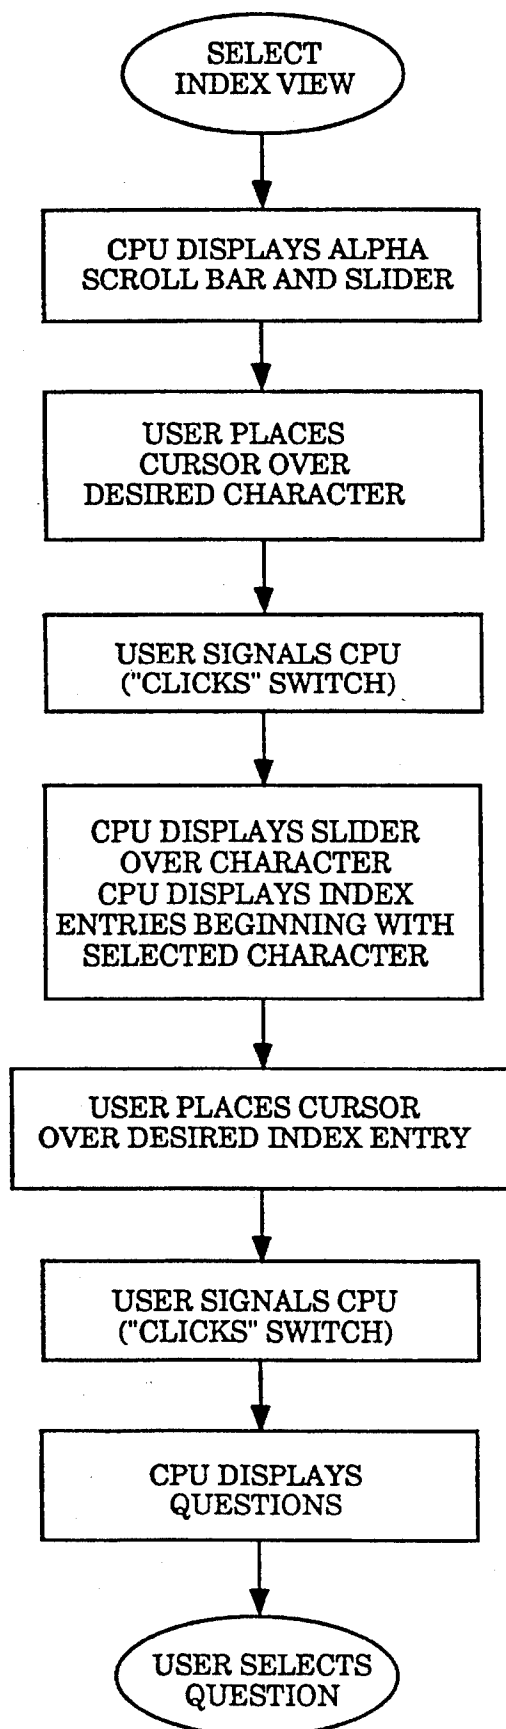 SELECT
INDEX VIEW
CPU DISPLAYS ALPHA
SCROLL BAR AND SLIDER
USER PLACES
CURSOR OVER
DESIRED CHARACTER
USER SIGNALS CPU
("CLICKS" SWITCH)
CPU DISPLAYS SLIDER
OVER CHARACTER
CPU DISPLAYS INDEX
ENTRIES BEGINNING WITH
SELECTED CHARACTER
USER PLACES CURSOR
OVER DESIRED INDEX ENTRY
USER SIGNALS CPU
("CLICKS" SWITCH)
CPU DISPLAYS
QUESTIONS
USER SELECTS
QUESTION